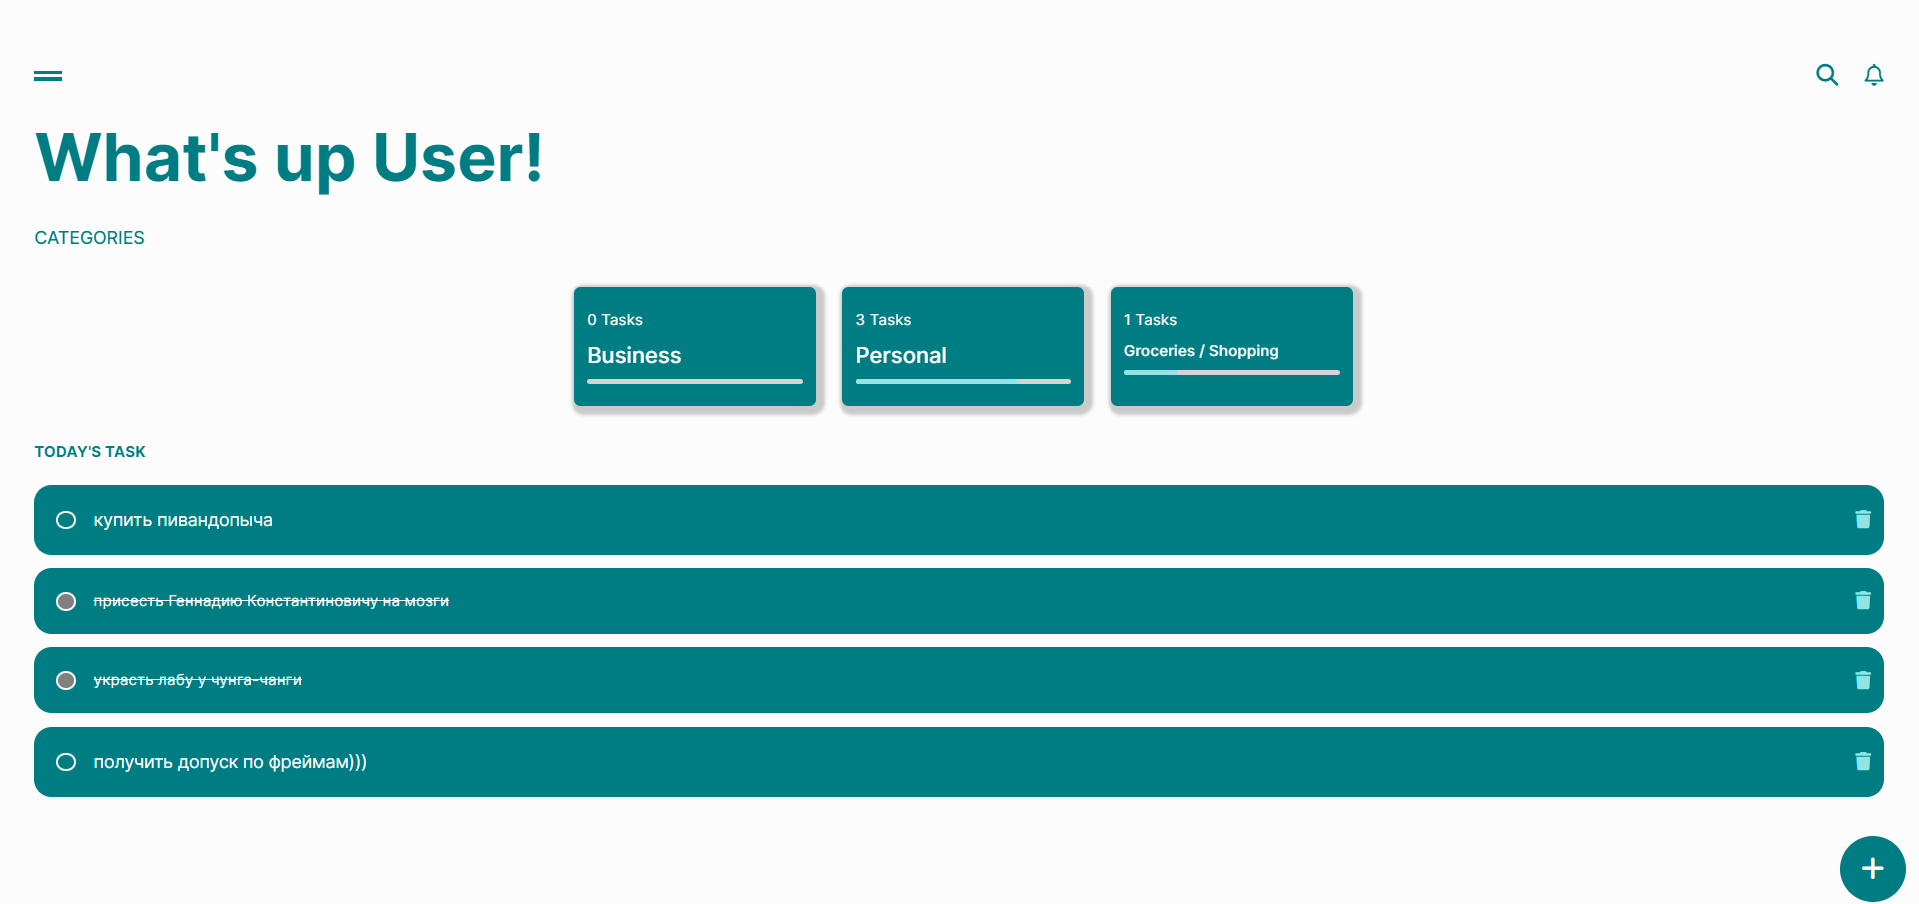 What's up User!
CATEGORIES
0 Tasks
Business
3 Tasks
Personal
1 Tasks
Groceries / Shopping
TODAY'S TASK
купить пивандопыча
присесть Геннадию Константиновичу на мозги
украсть лабу у чунга-чанги
получить допуск по фреймам)))